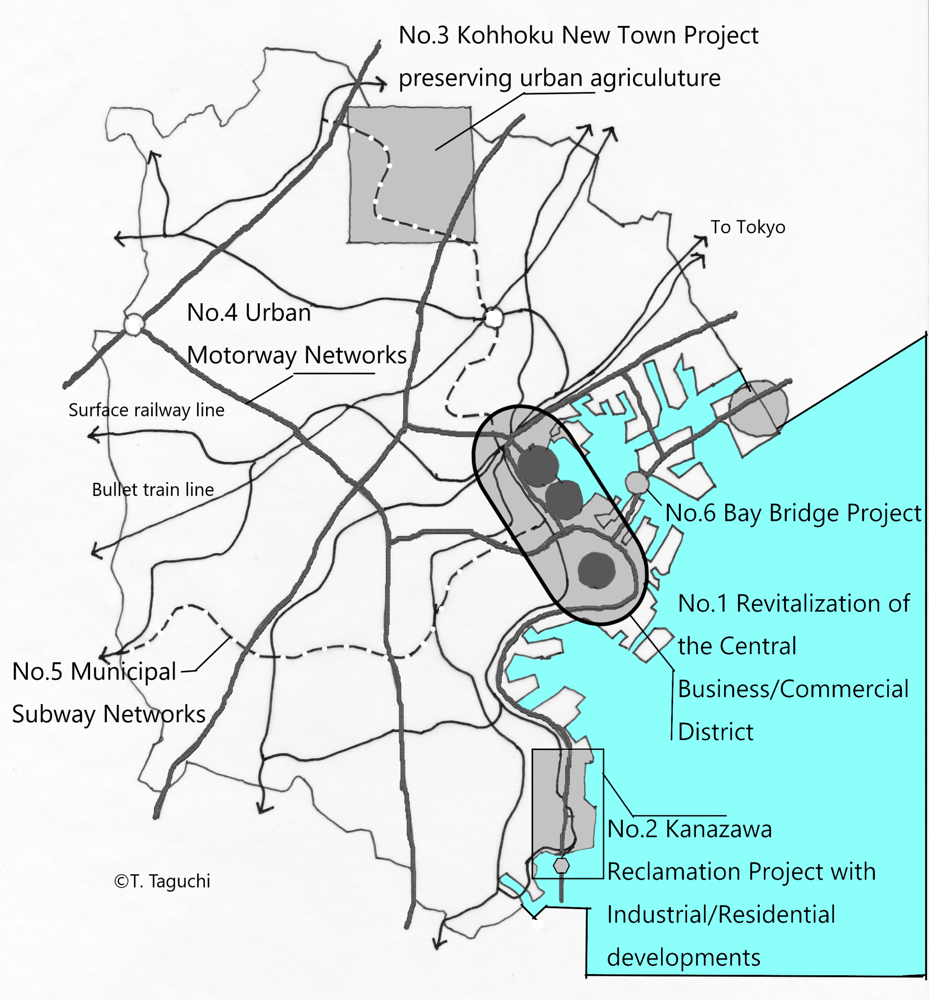 No.3 Kohhoku New Town Project
preserving urban agriculuture
To Tokyo
No.4 Urban
Motorway Networks
Surface railway line
Bullet train line
No.6 Bay Bridge Project
No.1 Revitalization of
the Central
Business/Commercial
District
No.5 Municipal
Subway Networks
No.2 Kanazawa
Reclamation Project with
Industrial/Residential
developments
©T. Taguchi